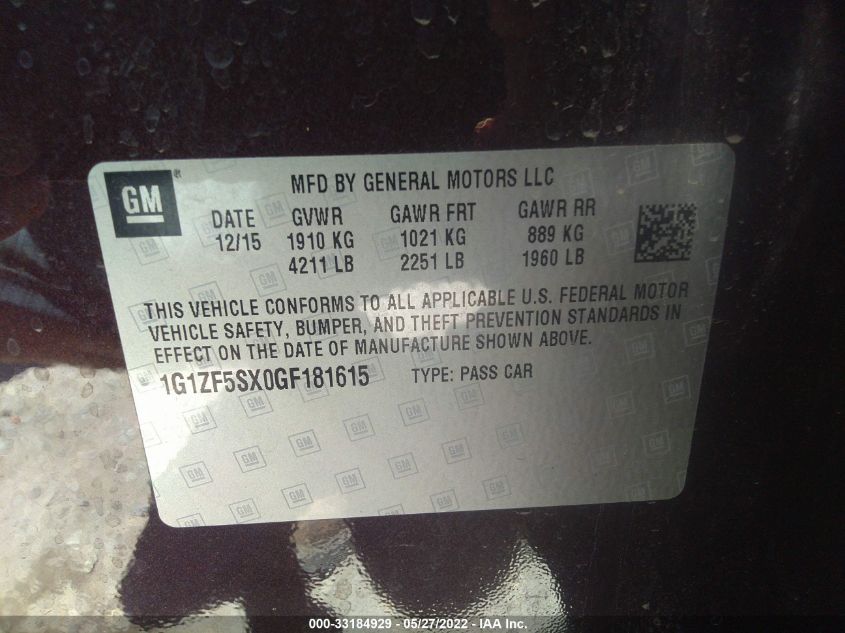 GM
MFD BY GENERAL MOTORS LLC
DATE GVWR GAWR FRT GAWR RR
12/15 1910 KG 1021 KG 889 KG
4211 LB 2251 LB 1960 LB
THIS VEHICLE CONFORMS TO ALL APPLICABLE U.S. FEDERAL MOTOR
VEHICLE SAFETY, BUMPER, AND THEFT PREVENTION STANDARDS IN
EFFECT ON THE DATE OF MANUFACTURE SHOWN ABOVE.
1G1ZF5SX0GF181615 TYPE: PASS CAR
000-33184929 - 05/27/2022 - IAA Inc.